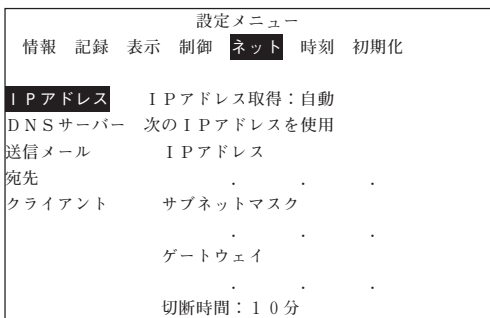 設定メニュー
情報 記録 表示 制御 ネット 時刻 初期化
ＩＰアドレス ＩＰアドレス取得：自動
ＤＮＳサーバー 次のＩＰアドレスを使用
送信メール ＩＰアドレス
宛先 . . .
クライアント サブネットマスク
. . .
ゲートウェイ
. . .
切断時間：１０分